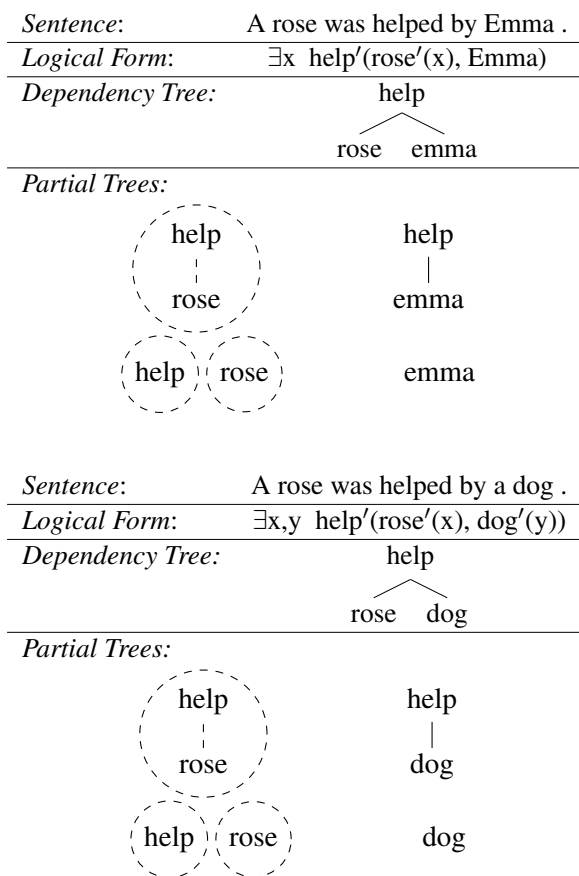 Sentence: A rose was helped by Emma .
Logical Form: ∃x help′(rose′(x), Emma)
Dependency Tree: help
rose emma
Partial Trees:
help help
rose emma
help rose emma
Sentence: A rose was helped by a dog .
Logical Form: ∃x,y help′(rose′(x), dog′(y))
Dependency Tree: help
rose dog
Partial Trees:
help help
rose dog
help rose dog